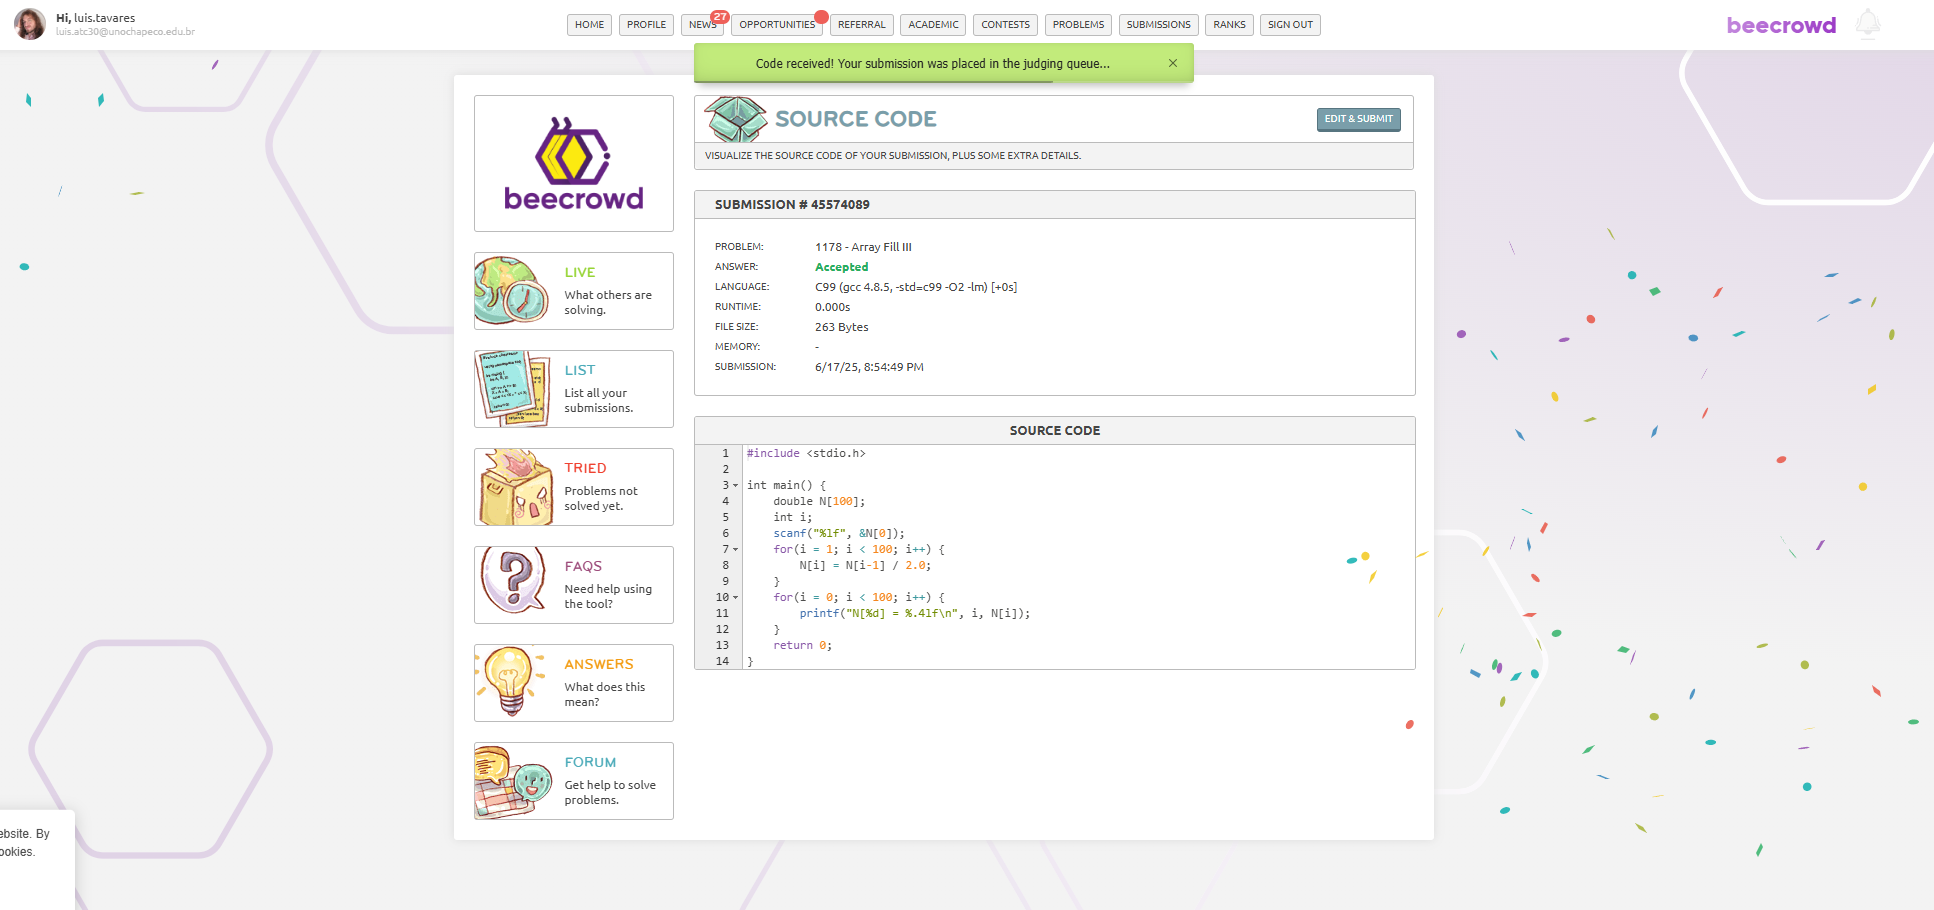 Hi, luis.tavares
luis.atc30@unochapeco.edu.br
HOME
PROFILE
NEWS
27
OPPORTUNITIES
REFERRAL
ACADEMIC
CONTESTS
PROBLEMS
SUBMISSIONS
RANKS
SIGN OUT
beecrowd
Code received! Your submission was placed in the judging queue...
×
beecrowd
LIVE
What others are
solving.
LIST
List all your
submissions.
TRIED
Problems not
solved yet.
FAQS
Need help using
the tool?
ANSWERS
What does this
mean?
FORUM
Get help to solve
problems.
SOURCE CODE
EDIT & SUBMIT
VISUALIZE THE SOURCE CODE OF YOUR SUBMISSION, PLUS SOME EXTRA DETAILS.
SUBMISSION # 45574089
PROBLEM: 1178 - Array Fill III
ANSWER: Accepted
LANGUAGE: C99 (gcc 4.8.5, -std=c99 -O2 -lm) [+0s]
RUNTIME: 0.000s
FILE SIZE: 263 Bytes
MEMORY: -
SUBMISSION: 6/17/25, 8:54:49 PM
SOURCE CODE
1 #include <stdio.h>
2
3 int main() {
4 double N[100];
5 int i;
6 scanf("%lf", &N[0]);
7 for(i = 1; i < 100; i++) {
8 N[i] = N[i-1] / 2.0;
9 }
10 for(i = 0; i < 100; i++) {
11 printf("N[%d] = %.4lf\n", i, N[i]);
12 }
13 return 0;
14 }
ebsite. By
ookies.